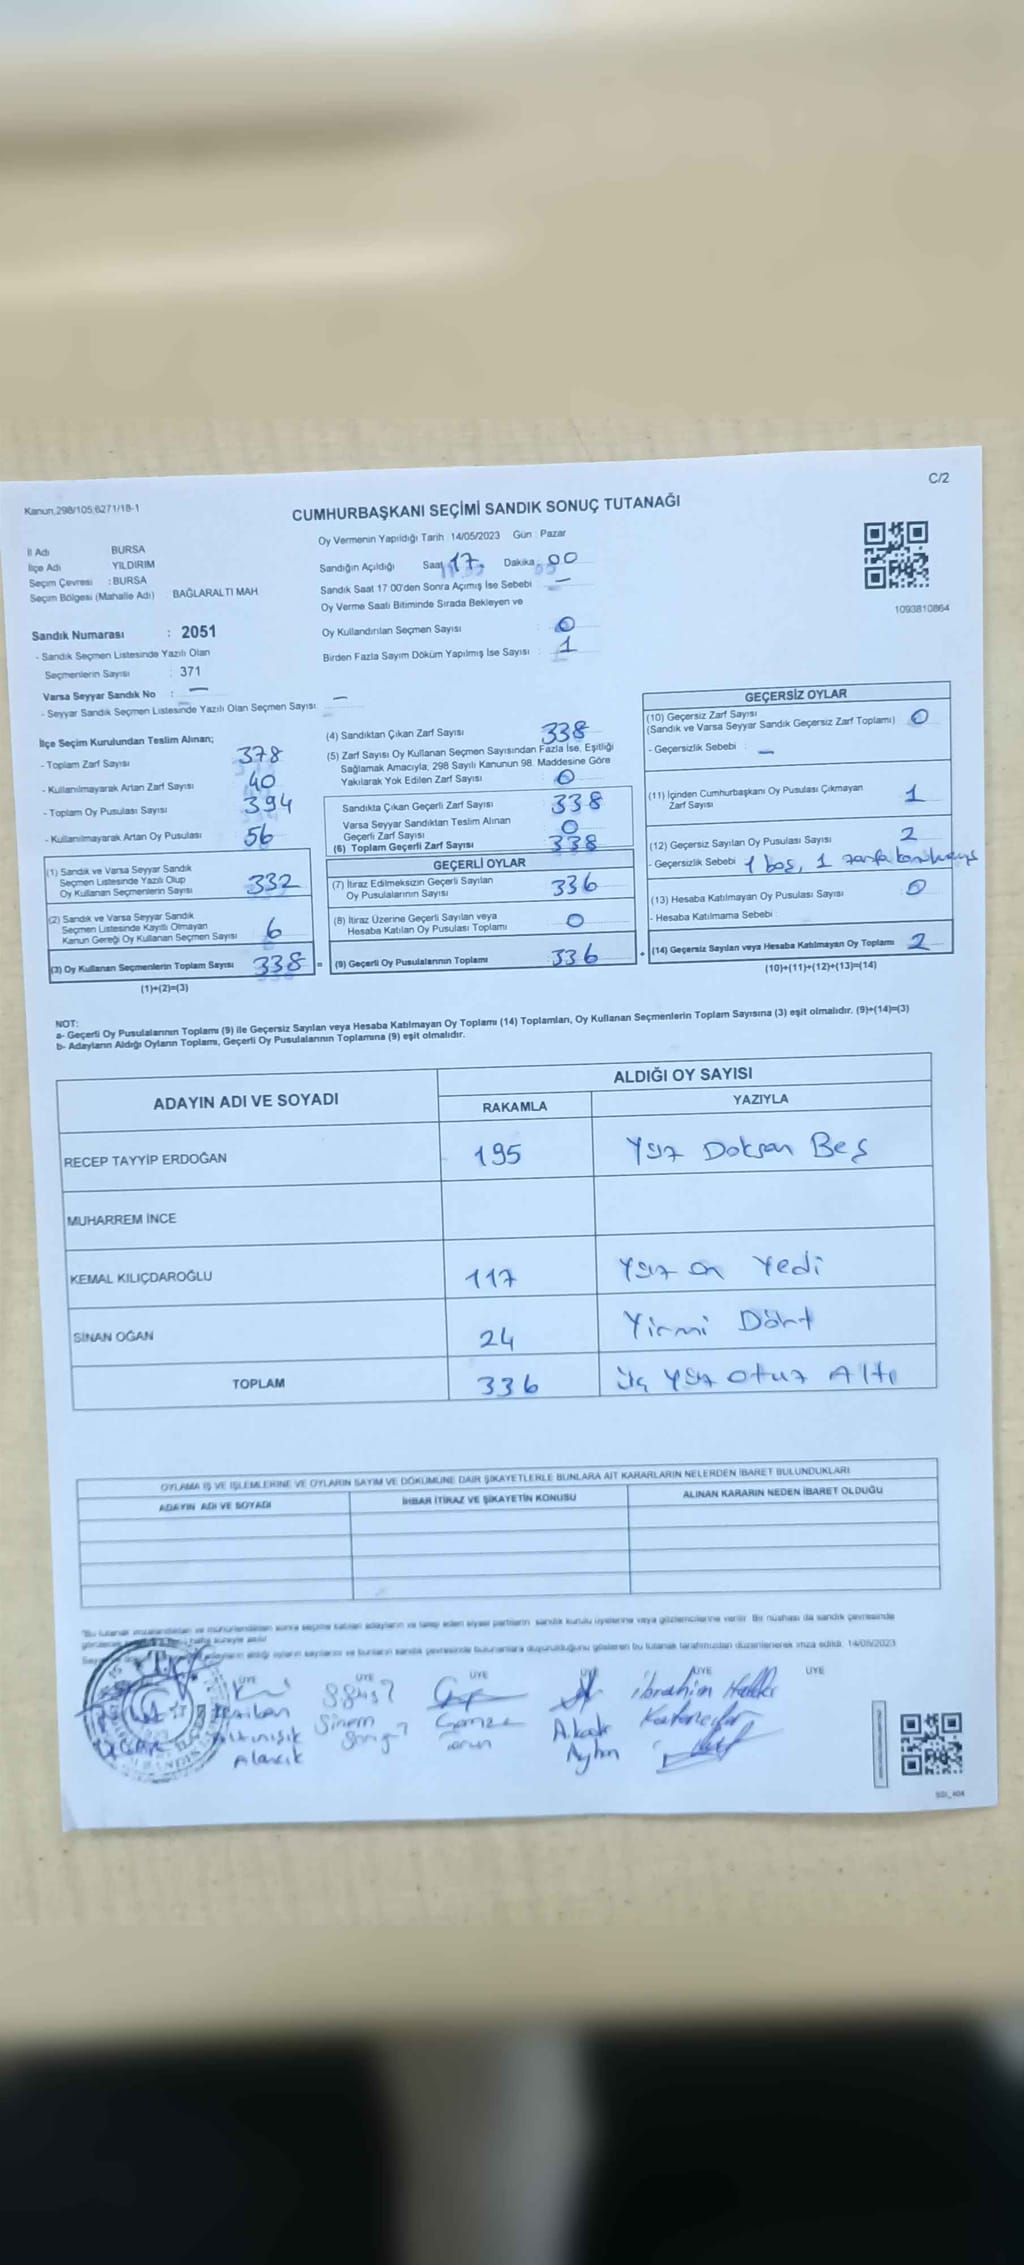 C/2
Kanun.298/105;6271/18-1
CUMHURBAŞKANI SEÇİMİ SANDIK SONUÇ TUTANAĞI
İl Adı BURSA
İlçe Adı YILDIRIM
Seçim Çevresi : BURSA
Seçim Bölgesi (Mahalle Adı) BAĞLARALTI MAH.
Oy Vermenin Yapıldığı Tarih : 14/05/2023 Gün : Pazar
Sandığın Açıldığı Saat 17. Dakika 00
Sandık Saat 17 00'den Sonra Açımış İse Sebebi : —
Oy Verme Saati Bitiminde Sırada Bekleyen ve
Oy Kullandırılan Seçmen Sayısı : 0
Birden Fazla Sayım Döküm Yapılmış İse Sayısı : 1
1093810864
Sandık Numarası : 2051
- Sandık Seçmen Listesinde Yazılı Olan
Seçmenlerin Sayısı : 371
Varsa Seyyar Sandık No : —
- Seyyar Sandık Seçmen Listesinde Yazılı Olan Seçmen Sayısı: —
İlçe Seçim Kurulundan Teslim Alınan;
- Toplam Zarf Sayısı 378
- Kullanılmayarak Artan Zarf Sayısı 40
- Toplam Oy Pusulası Sayısı 394
- Kullanılmayarak Artan Oy Pusulası 56
(1) Sandık ve Varsa Seyyar Sandık
Seçmen Listesinde Yazılı Olup
Oy Kullanan Seçmenlerin Sayısı 332
(2) Sandık ve Varsa Seyyar Sandık
Seçmen Listesinde Kayıtlı Olmayan
Kanun Gereği Oy Kullanan Seçmen Sayısı 6
(3) Oy Kullanan Seçmenlerin Toplam Sayısı 338 =
(1)+(2)=(3)
(4) Sandıktan Çıkan Zarf Sayısı 338
(5) Zarf Sayısı Oy Kullanan Seçmen Sayısından Fazla İse, Eşitliği
Sağlamak Amacıyla, 298 Sayılı Kanunun 98. Maddesine Göre
Yakılarak Yok Edilen Zarf Sayısı 0
Sandıkta Çıkan Geçerli Zarf Sayısı 338
Varsa Seyyar Sandıktan Teslim Alınan
Geçerli Zarf Sayısı 0
(6) Toplam Geçerli Zarf Sayısı 338
GEÇERLİ OYLAR
(7) İtiraz Edilmeksizin Geçerli Sayılan
Oy Pusulalarının Sayısı 336
(8) İtiraz Üzerine Geçerli Sayılan veya
Hesaba Katılan Oy Pusulası Toplamı 0
(9) Geçerli Oy Pusulalarının Toplamı 336 +
GEÇERSİZ OYLAR
(10) Geçersiz Zarf Sayısı
(Sandık ve Varsa Seyyar Sandık Geçersiz Zarf Toplamı) 0
- Geçersizlik Sebebi : —
(11) İçinden Cumhurbaşkanı Oy Pusulası Çıkmayan
Zarf Sayısı 1
(12) Geçersiz Sayılan Oy Pusulası Sayısı 2
- Geçersizlik Sebebi 1 boş, 1 zarfa
(13) Hesaba Katılmayan Oy Pusulası Sayısı 0
- Hesaba Katılmama Sebebi :
(14) Geçersiz Sayılan veya Hesaba Katılmayan Oy Toplamı 2
(10)+(11)+(12)+(13)=(14)
NOT:
a- Geçerli Oy Pusulalarının Toplamı (9) ile Geçersiz Sayılan veya Hesaba Katılmayan Oy Toplamı (14) Toplamları, Oy Kullanan Seçmenlerin Toplam Sayısına (3) eşit olmalıdır. (9)+(14)=(3)
b- Adayların Aldığı Oyların Toplamı, Geçerli Oy Pusulalarının Toplamına (9) eşit olmalıdır.
ADAYIN ADI VE SOYADI
ALDIĞI OY SAYISI
RAKAMLA YAZIYLA
RECEP TAYYİP ERDOĞAN 195 Yüz Doksan Beş
MUHARREM İNCE
KEMAL KILIÇDAROĞLU 117 Yüz on Yedi
SİNAN OĞAN 24 Yirmi Dört
TOPLAM 336 üç Yüz otuz Altı
OYLAMA İŞ VE İŞLEMLERİNE VE OYLARIN SAYIM VE DÖKÜMÜNE DAİR ŞİKAYETLERLE BUNLARA AİT KARARLARIN NELERDEN İBARET BULUNDUKLARI
ADAYIN ADI VE SOYADI İHBAR İTİRAZ VE ŞİKAYETİN KONUSU ALINAN KARARIN NEDEN İBARET OLDUĞU
ÜYE ÜYE ÜYE ÜYE ÜYE
Sinem
Gamze
İbrahim Hakkı